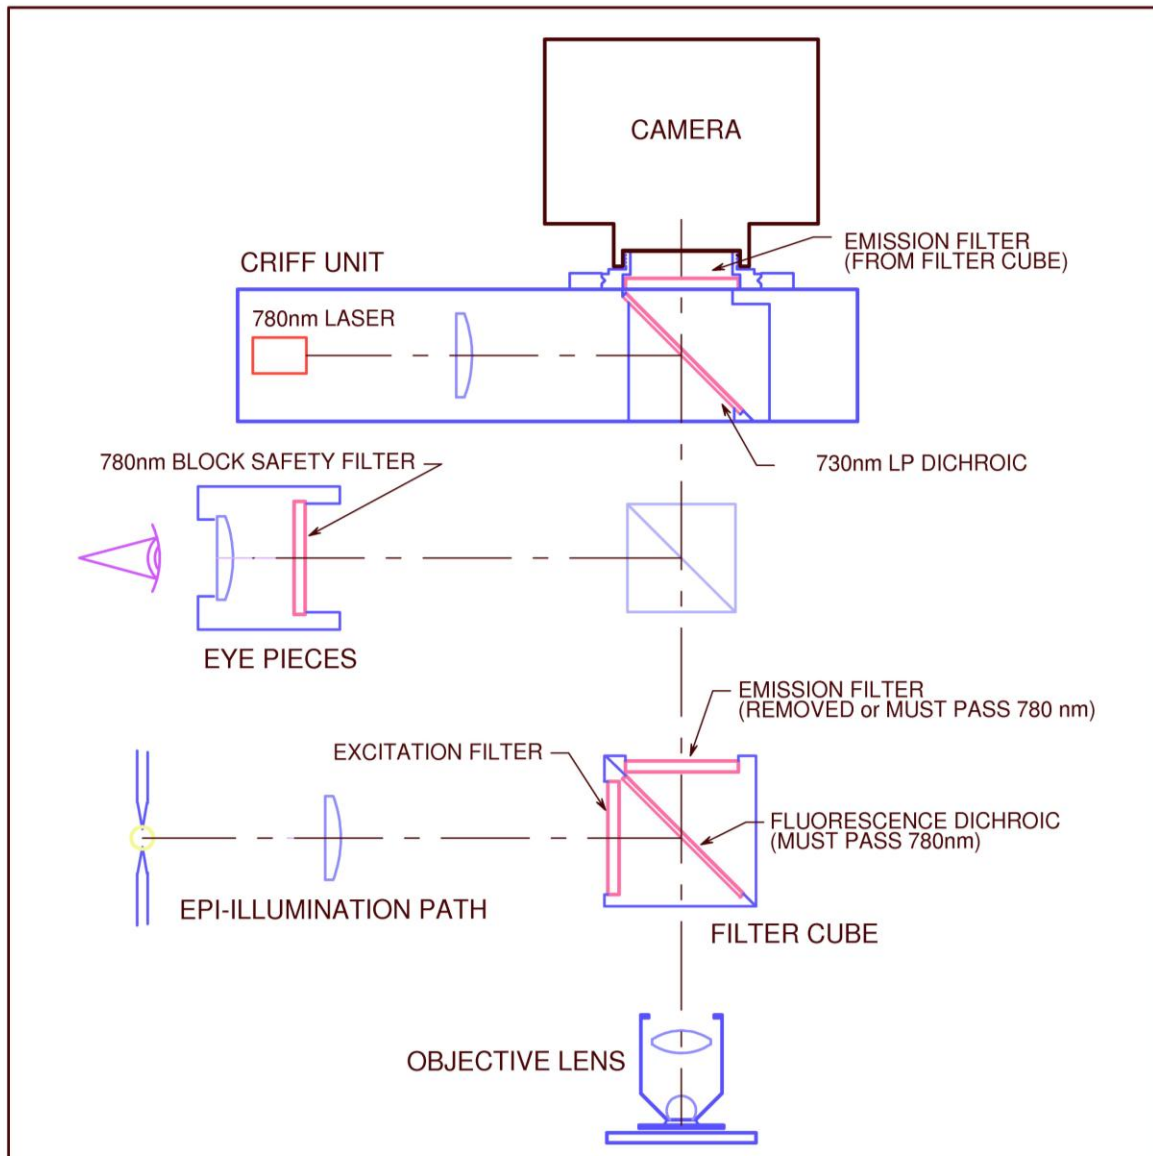 CAMERA
EMISSION FILTER
(FROM FILTER CUBE)
CRIFF UNIT
780nm LASER
780nm BLOCK SAFETY FILTER
730nm LP DICHROIC
EYE PIECES
EMISSION FILTER
(REMOVED or MUST PASS 780 nm)
EXCITATION FILTER
FLUORESCENCE DICHROIC
(MUST PASS 780nm)
EPI-ILLUMINATION PATH
FILTER CUBE
OBJECTIVE LENS